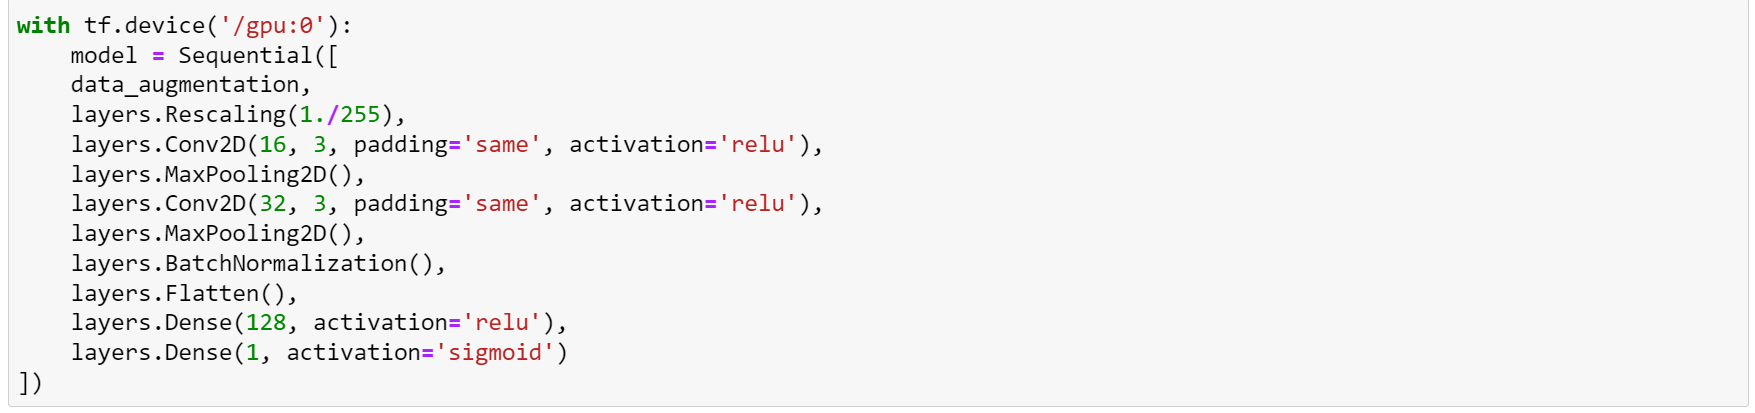 with tf.device('/gpu:0'):
    model = Sequential([
    data_augmentation,
    layers.Rescaling(1./255),
    layers.Conv2D(16, 3, padding='same', activation='relu'),
    layers.MaxPooling2D(),
    layers.Conv2D(32, 3, padding='same', activation='relu'),
    layers.MaxPooling2D(),
    layers.BatchNormalization(),
    layers.Flatten(),
    layers.Dense(128, activation='relu'),
    layers.Dense(1, activation='sigmoid')
])